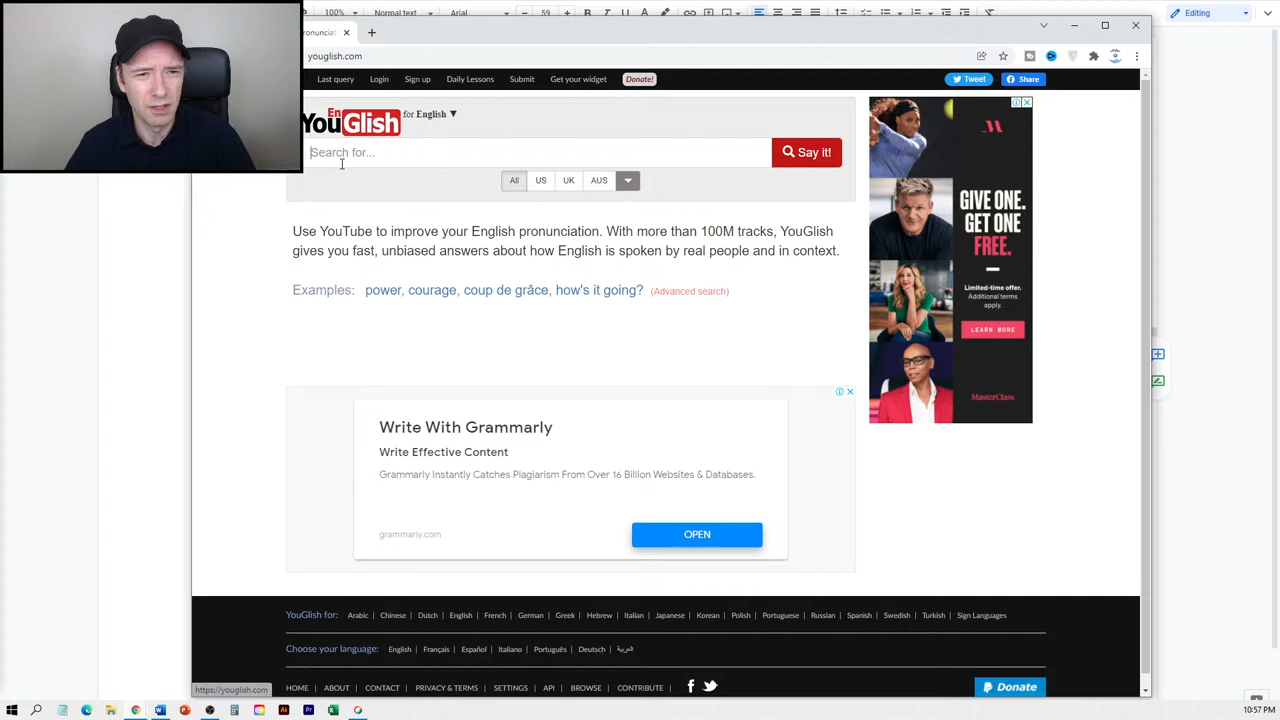 100%
Normal text
Arial
59
B I U A
Editing
youglish.com
Last query
Login
Sign up
Daily Lessons
Submit
Get your widget
Donate!
Tweet
Share
YouGlish
En
for English ▼
Search for...
Say it!
All
US
UK
AUS
Use YouTube to improve your English pronunciation. With more than 100M tracks, YouGlish
gives you fast, unbiased answers about how English is spoken by real people and in context.
Examples: power, courage, coup de grâce, how's it going? (Advanced search)
GIVE ONE.
GET ONE
FREE.
Limited-time offer.
Additional terms
apply.
LEARN MORE
MasterClass
Write With Grammarly
Write Effective Content
Grammarly Instantly Catches Plagiarism From Over 16 Billion Websites & Databases.
grammarly.com
OPEN
YouGlish for: Arabic | Chinese | Dutch | English | French | German | Greek | Hebrew | Italian | Japanese | Korean | Polish | Portuguese | Russian | Spanish | Swedish | Turkish | Sign Languages
Choose your language: English | Français | Español | Italiano | Português | Deutsch | العربية
HOME | ABOUT | CONTACT | PRIVACY & TERMS | SETTINGS | API | BROWSE | CONTRIBUTE |
Donate
https://youglish.com
10:57 PM